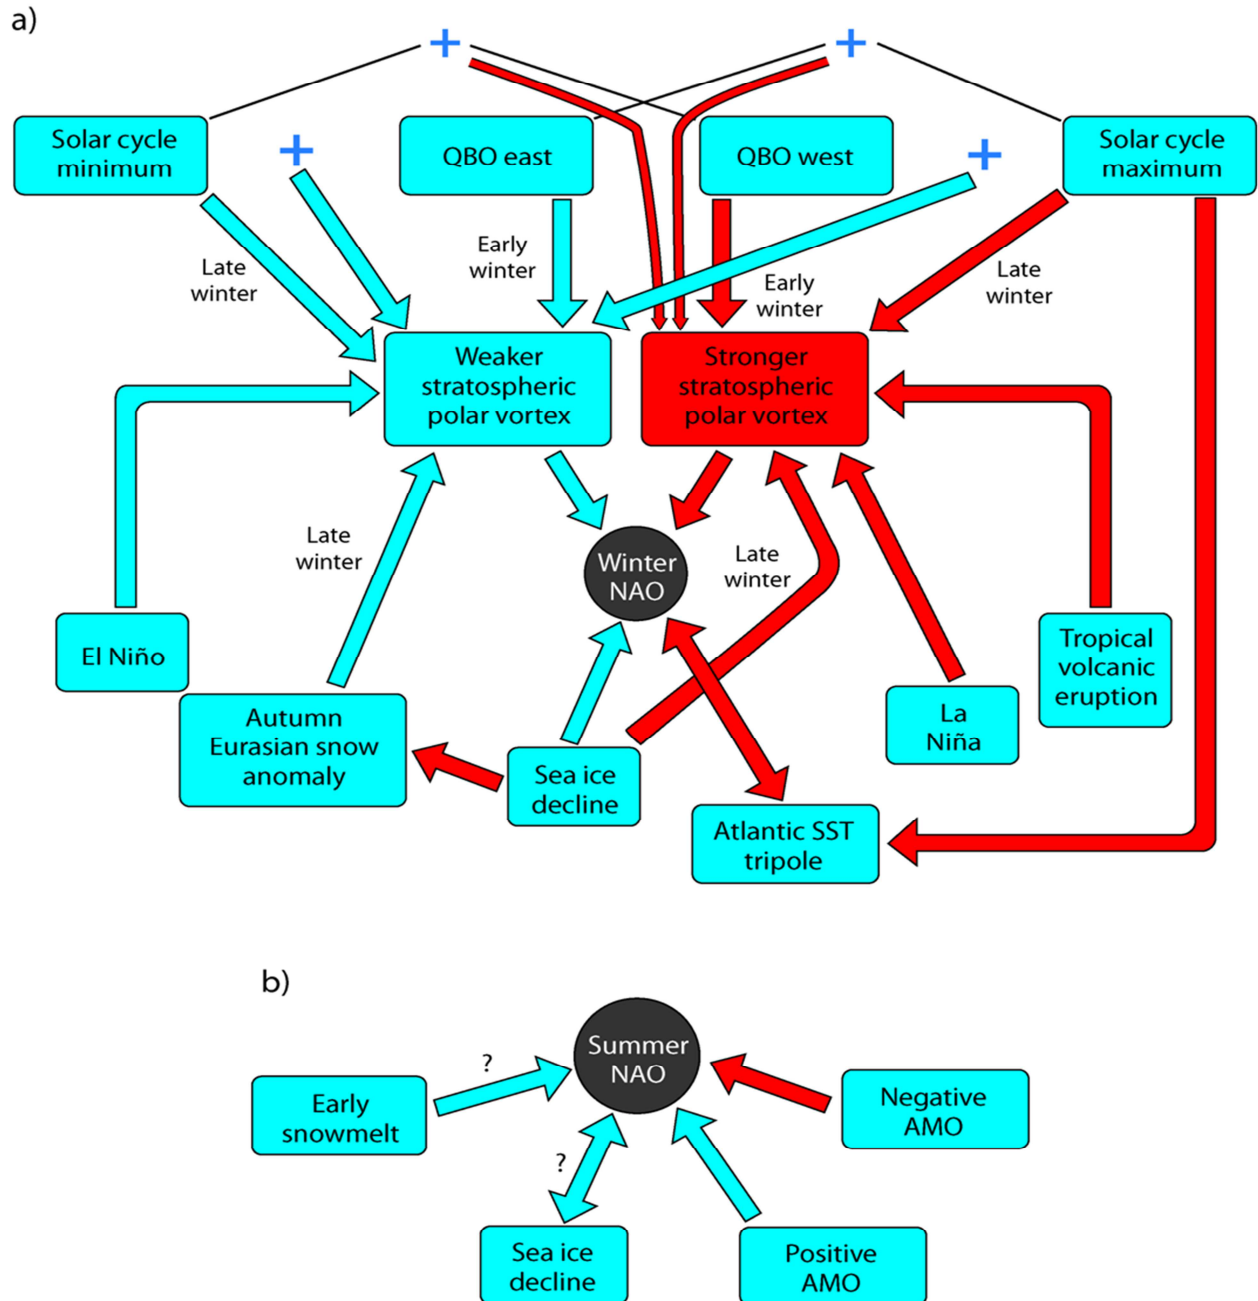 a)
+
+
Solar cycle
minimum
+
QBO east
QBO west
+
Solar cycle
maximum
Late
winter
Early
winter
Early
winter
Late
winter
Weaker
stratospheric
polar vortex
Stronger
stratospheric
polar vortex
Late
winter
Winter
NAO
Late
winter
El Niño
Tropical
volcanic
eruption
Autumn
Eurasian snow
anomaly
La
Niña
Sea ice
decline
Atlantic SST
tripole
b)
Summer
NAO
?
Early
snowmelt
Negative
AMO
?
Sea ice
decline
Positive
AMO